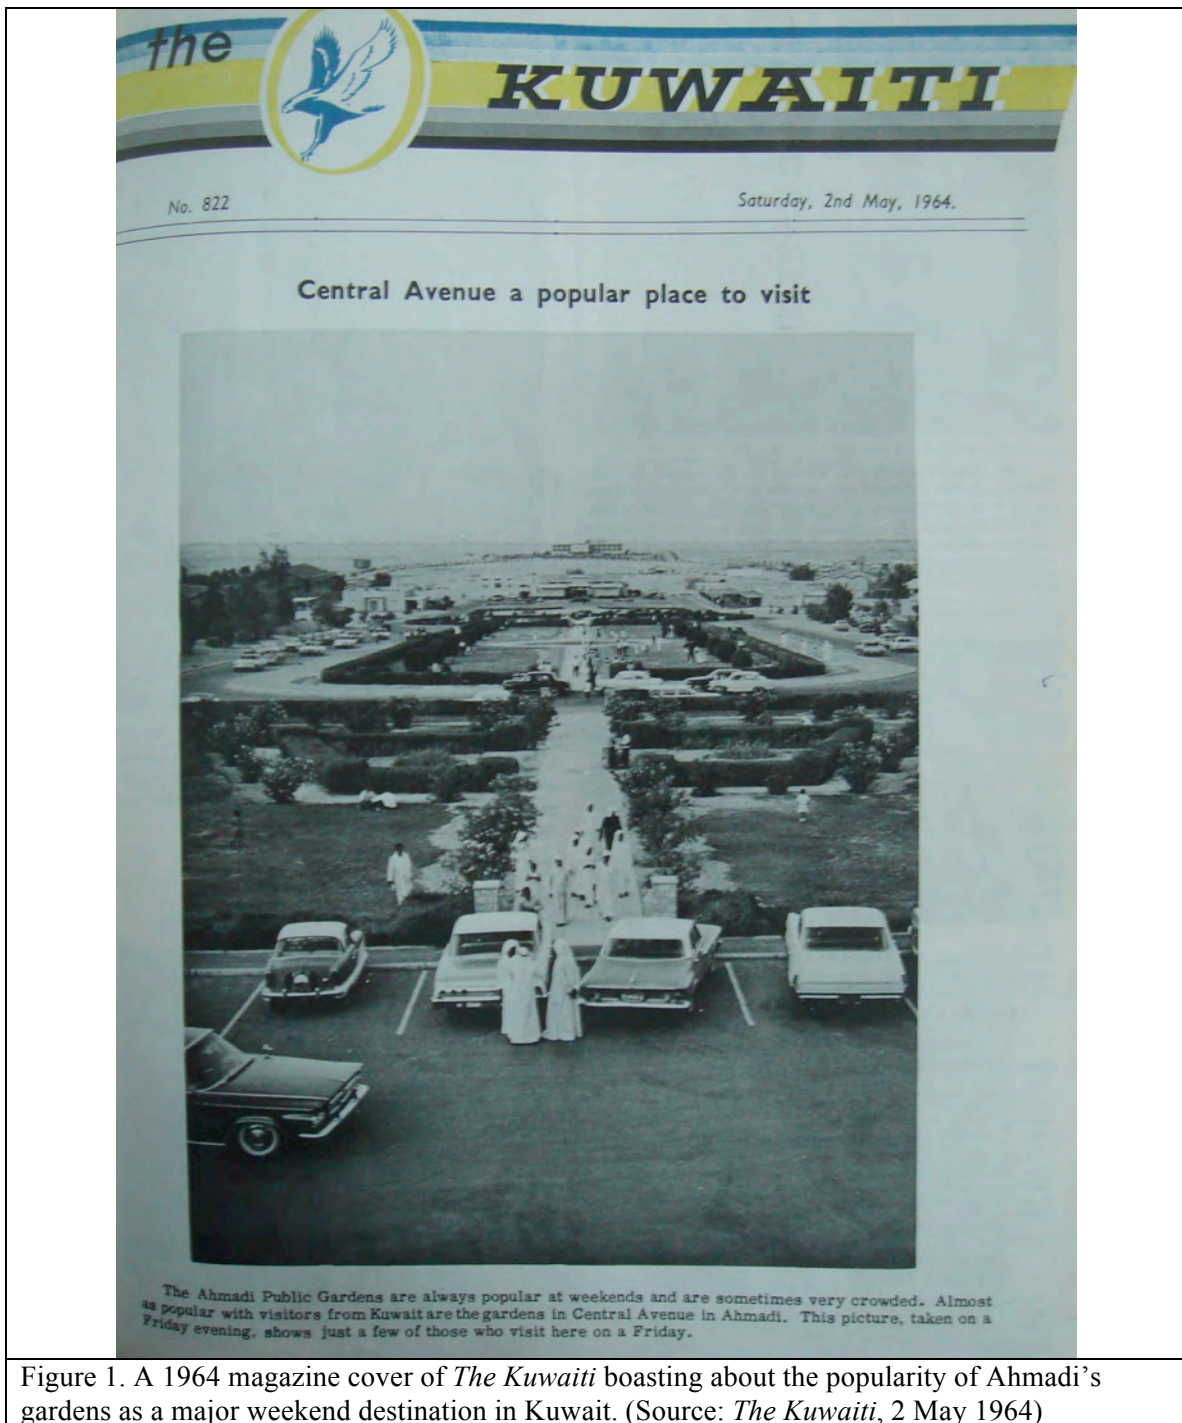 the
KUWAITI
No. 822
Saturday, 2nd May, 1964.
Central Avenue a popular place to visit
The Ahmadi Public Gardens are always popular at weekends and are sometimes very crowded. Almost
as popular with visitors from Kuwait are the gardens in Central Avenue in Ahmadi. This picture, taken on a
Friday evening, shows just a few of those who visit here on a Friday.
Figure 1. A 1964 magazine cover of The Kuwaiti boasting about the popularity of Ahmadi’s
gardens as a major weekend destination in Kuwait. (Source: The Kuwaiti, 2 May 1964)